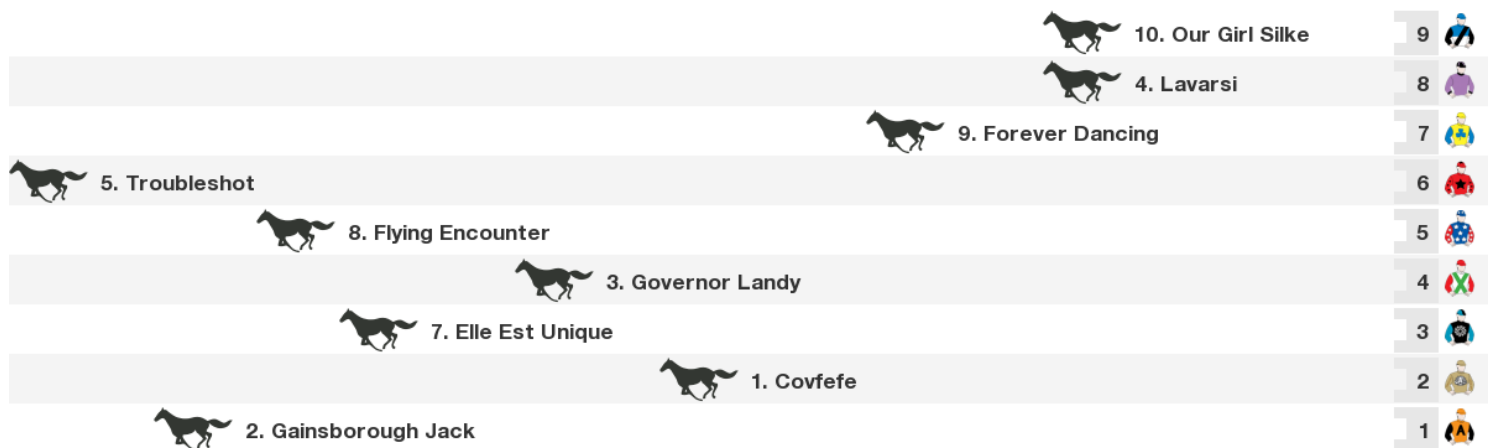 10. Our Girl Silke 9
4. Lavarsi 8
9. Forever Dancing 7
5. Troubleshot 6
8. Flying Encounter 5
3. Governor Landy 4
7. Elle Est Unique 3
1. Covfefe 2
2. Gainsborough Jack 1 A